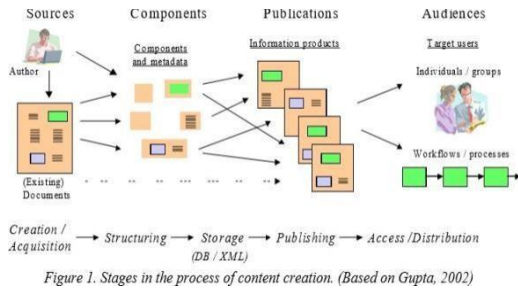 Sources
Components
Publications
Audiences
Author
Components
and metadata
Information products
Target users
Individuals / groups
(Existing)
Documents
Workflows / processes
Creation /
Acquisition
Structuring
Storage
(DB / XML)
Publishing
Access /Distribution
Figure 1. Stages in the process of content creation. (Based on Gupta, 2002)